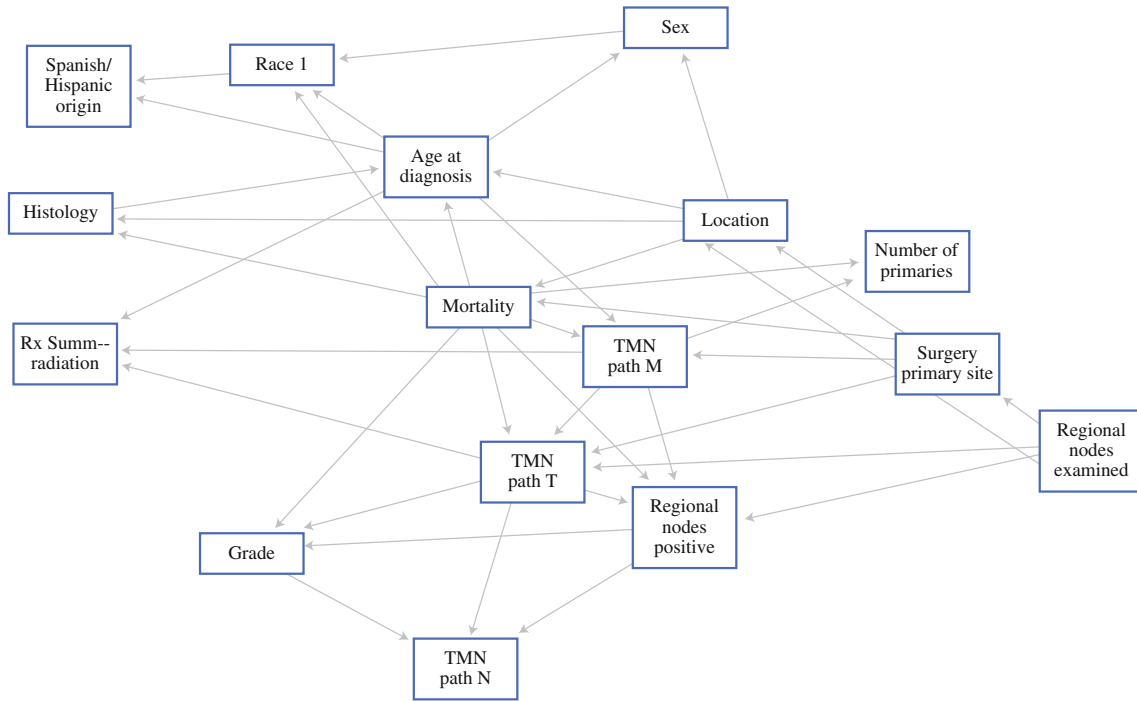 Sex
Spanish/
Hispanic
origin
Race 1
Age at
diagnosis
Histology
Location
Number of
primaries
Mortality
Rx Summ--
radiation
TMN
path M
Surgery
primary site
Regional
nodes
examined
TMN
path T
Regional
nodes
positive
Grade
TMN
path N